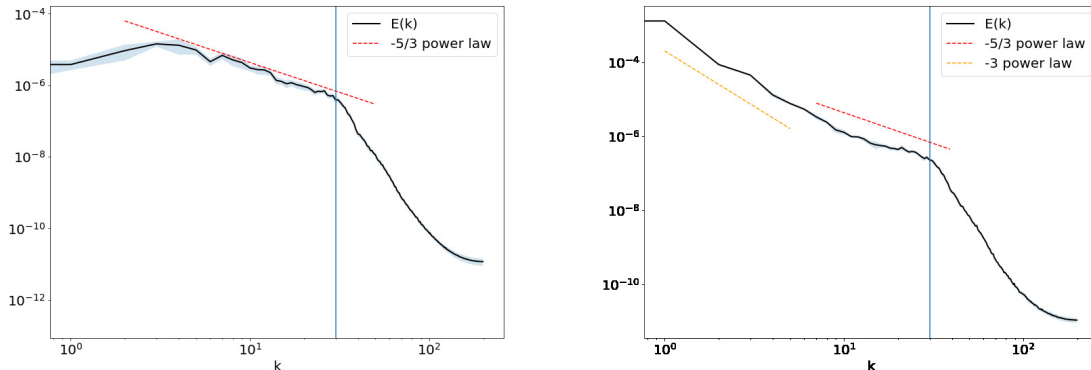 10⁻⁴
10⁻⁶
10⁻⁸
10⁻¹⁰
10⁻¹²
10⁰
10¹
10²
k
E(k)
-5/3 power law
10⁻⁴
10⁻⁶
10⁻⁸
10⁻¹⁰
10⁰
10¹
10²
k
E(k)
-5/3 power law
-3 power law